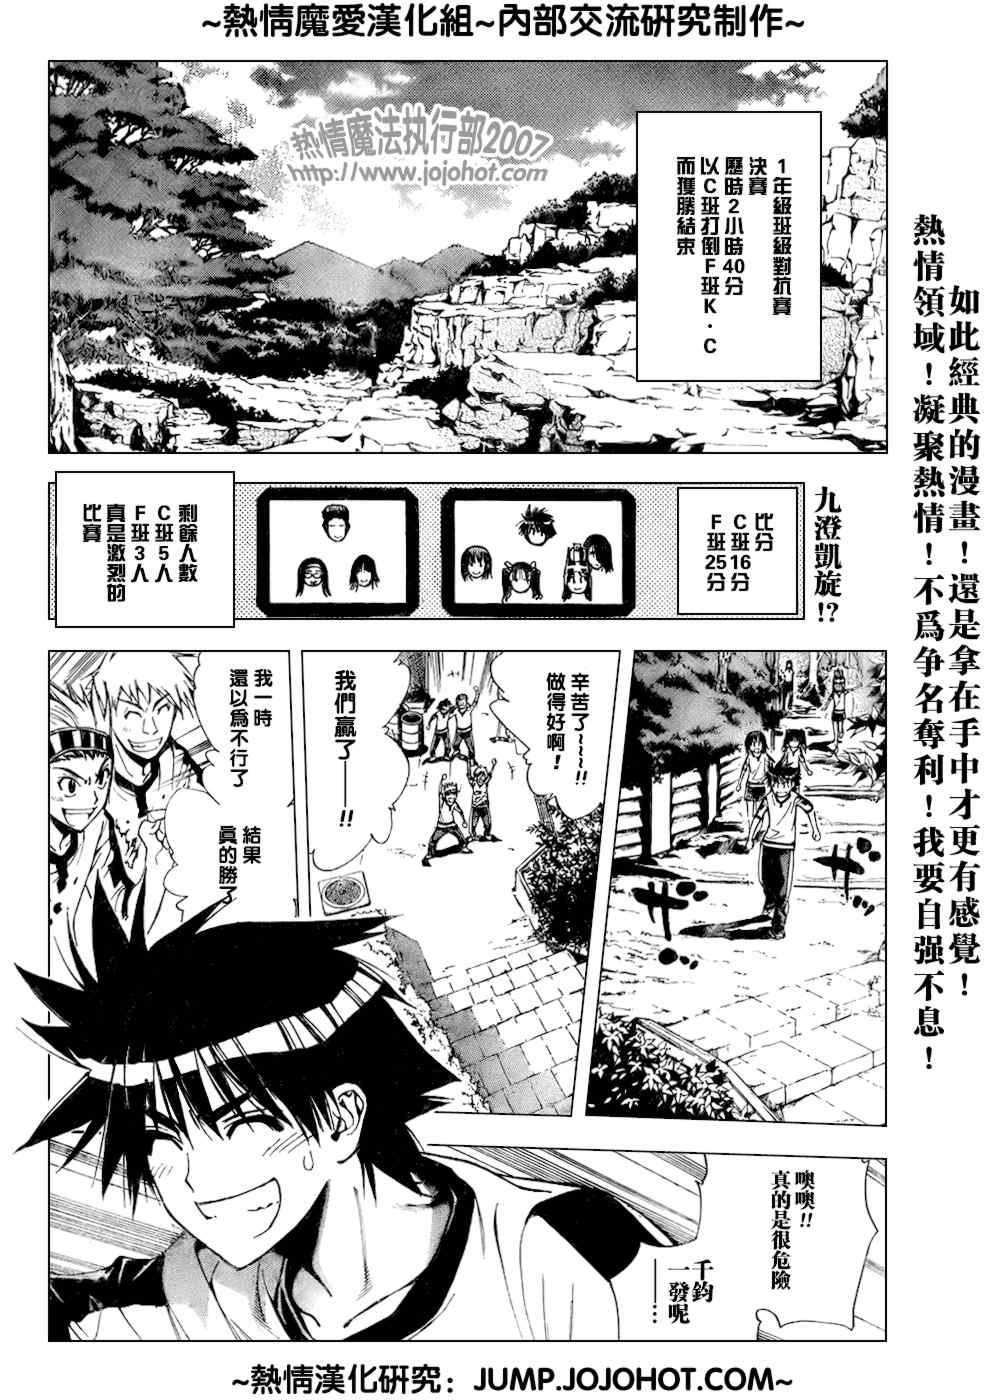 ~熱情魔愛漢化組~內部交流研究制作~
熱情魔法执行部2007
http://www.jojohot.com
1年級班級對抗賽
決賽
歷時2小時40分
以C班打倒F班K．C
而獲勝結束
如此經典的漫畫！還是拿在手中才更有感覺！
熱情領域！凝聚熱情！不爲争名奪利！我要自强不息！
九澄凱旋!?
比分
C班16分
F班25分
剩餘人數
C班5人
F班3人
真是激烈的
比賽
ザッ
ザッ
辛苦了~~~~!!
做得好啊！
我們贏了——!!
我一時
還以為不行了
結果
真的勝了
噢噢!!
真的是很危險
千鈞
一發呢
——…
~熱情漢化研究：JUMP.JOJOHOT.COM~